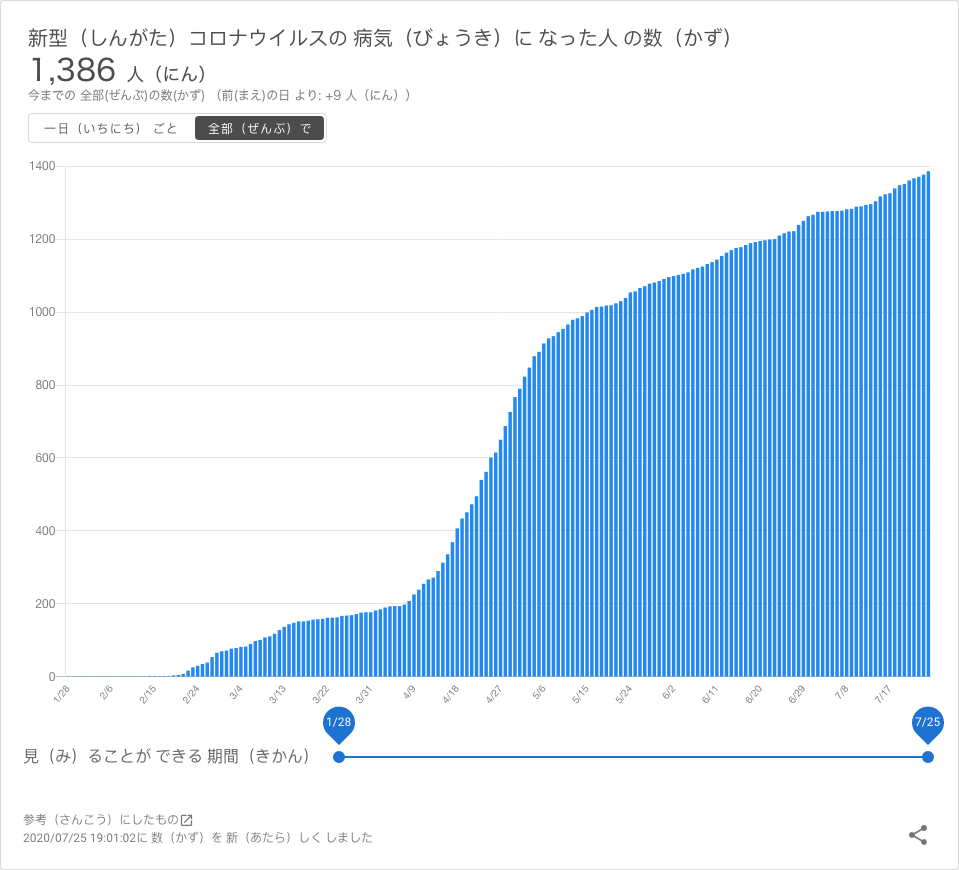 新型（しんがた）コロナウイルスの 病気（びょうき）に なった人 の数（かず）
1,386 人（にん）
今までの 全部(ぜんぶ)の数(かず) （前(まえ)の日 より: +9 人（にん））
一日（いちにち） ごと 全部（ぜんぶ）で
1400
1200
1000
800
600
400
200
0
1/28 2/6 2/15 2/24 3/4 3/13 3/22 3/31 4/9 4/18 4/27 5/6 5/15 5/24 6/2 6/11 6/20 6/29 7/8 7/17
1/28 7/25
見（み）ることが できる 期間（きかん）
参考（さんこう）にしたもの
2020/07/25 19:01:02に 数（かず）を 新（あたら）しく しました